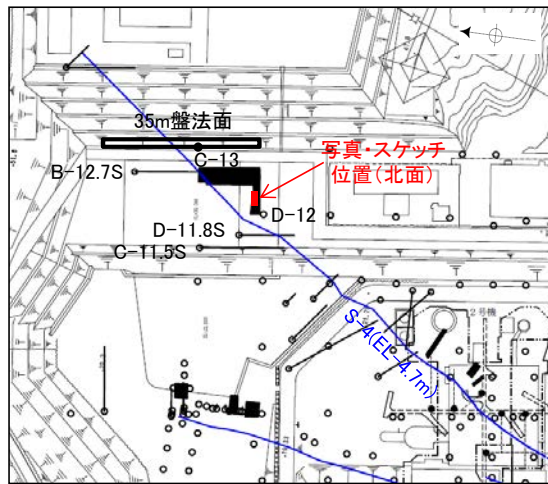 35m盤法面
C-13
写真・スケッチ
位置(北面)
B-12.7S
D-12
D-11.8S
C-11.5S
S-4(EL-4.7m)
2号機